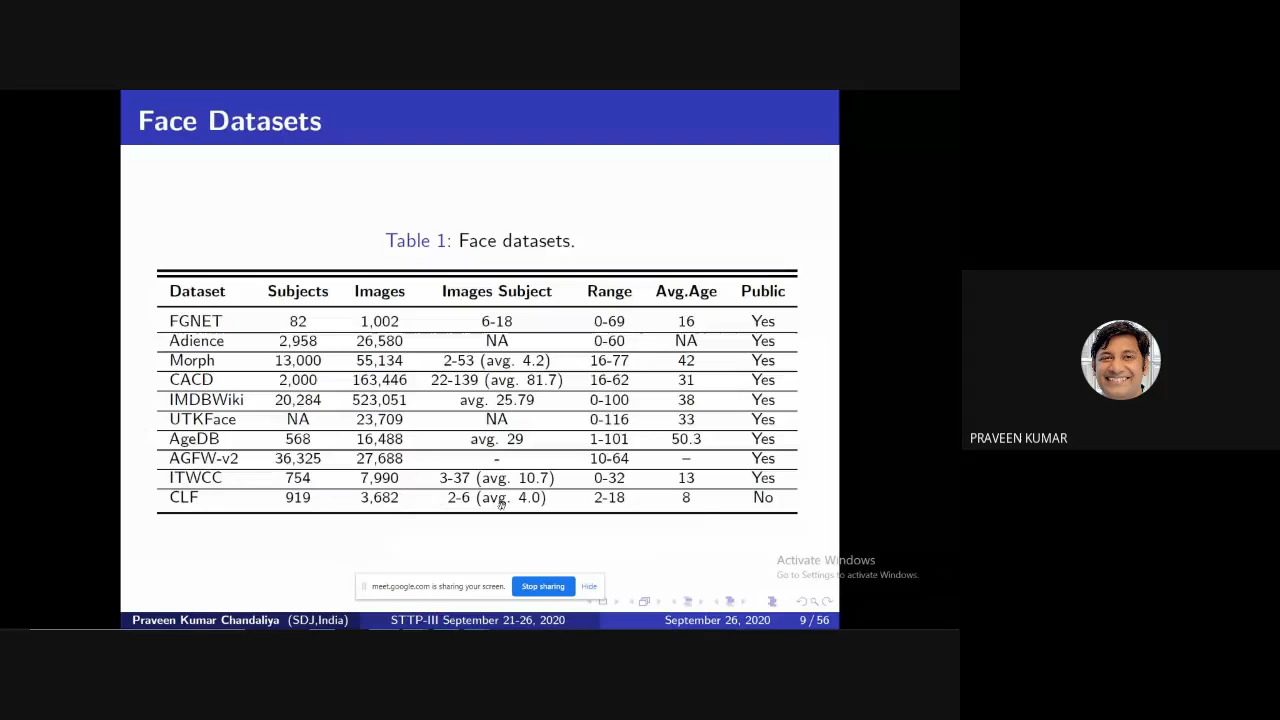 Face Datasets
Table 1: Face datasets.
Dataset Subjects Images Images Subject Range Avg.Age Public
FGNET 82 1,002 6-18 0-69 16 Yes
Adience 2,958 26,580 NA 0-60 NA Yes
Morph 13,000 55,134 2-53 (avg. 4.2) 16-77 42 Yes
CACD 2,000 163,446 22-139 (avg. 81.7) 16-62 31 Yes
IMDBWiki 20,284 523,051 avg. 25.79 0-100 38 Yes
UTKFace NA 23,709 NA 0-116 33 Yes
AgeDB 568 16,488 avg. 29 1-101 50.3 Yes
AGFW-v2 36,325 27,688 - 10-64 – Yes
ITWCC 754 7,990 3-37 (avg. 10.7) 0-32 13 Yes
CLF 919 3,682 2-6 (avg. 4.0) 2-18 8 No
PRAVEEN KUMAR
Activate Windows
Go to Settings to activate Windows.
meet.google.com is sharing your screen. Stop sharing Hide
Praveen Kumar Chandaliya (SDJ,India) STTP-III September 21-26, 2020 September 26, 2020 9 / 56